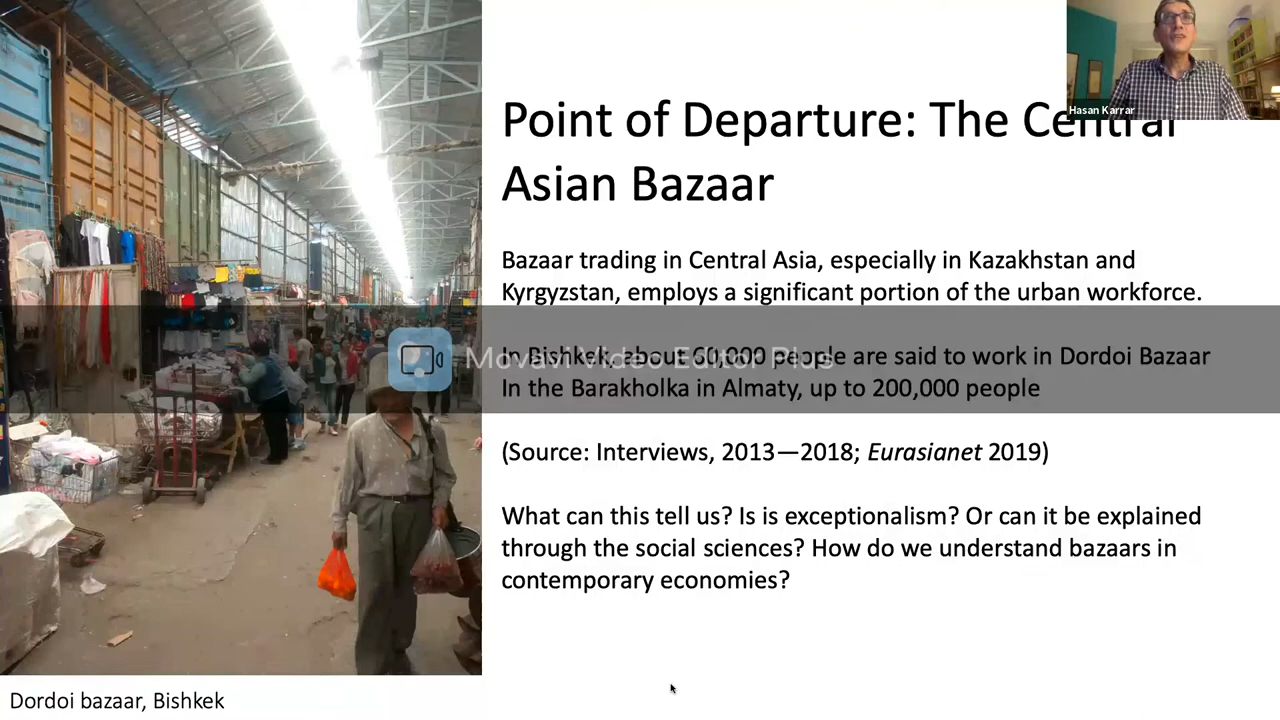 Hasan Karrar
Point of Departure: The Central
Asian Bazaar
Bazaar trading in Central Asia, especially in Kazakhstan and
Kyrgyzstan, employs a significant portion of the urban workforce.
In Bishkek, about 60,000 people are said to work in Dordoi Bazaar
Movavi Video Editor Plus
In the Barakholka in Almaty, up to 200,000 people
(Source: Interviews, 2013—2018; Eurasianet 2019)
What can this tell us? Is is exceptionalism? Or can it be explained
through the social sciences? How do we understand bazaars in
contemporary economies?
Dordoi bazaar, Bishkek